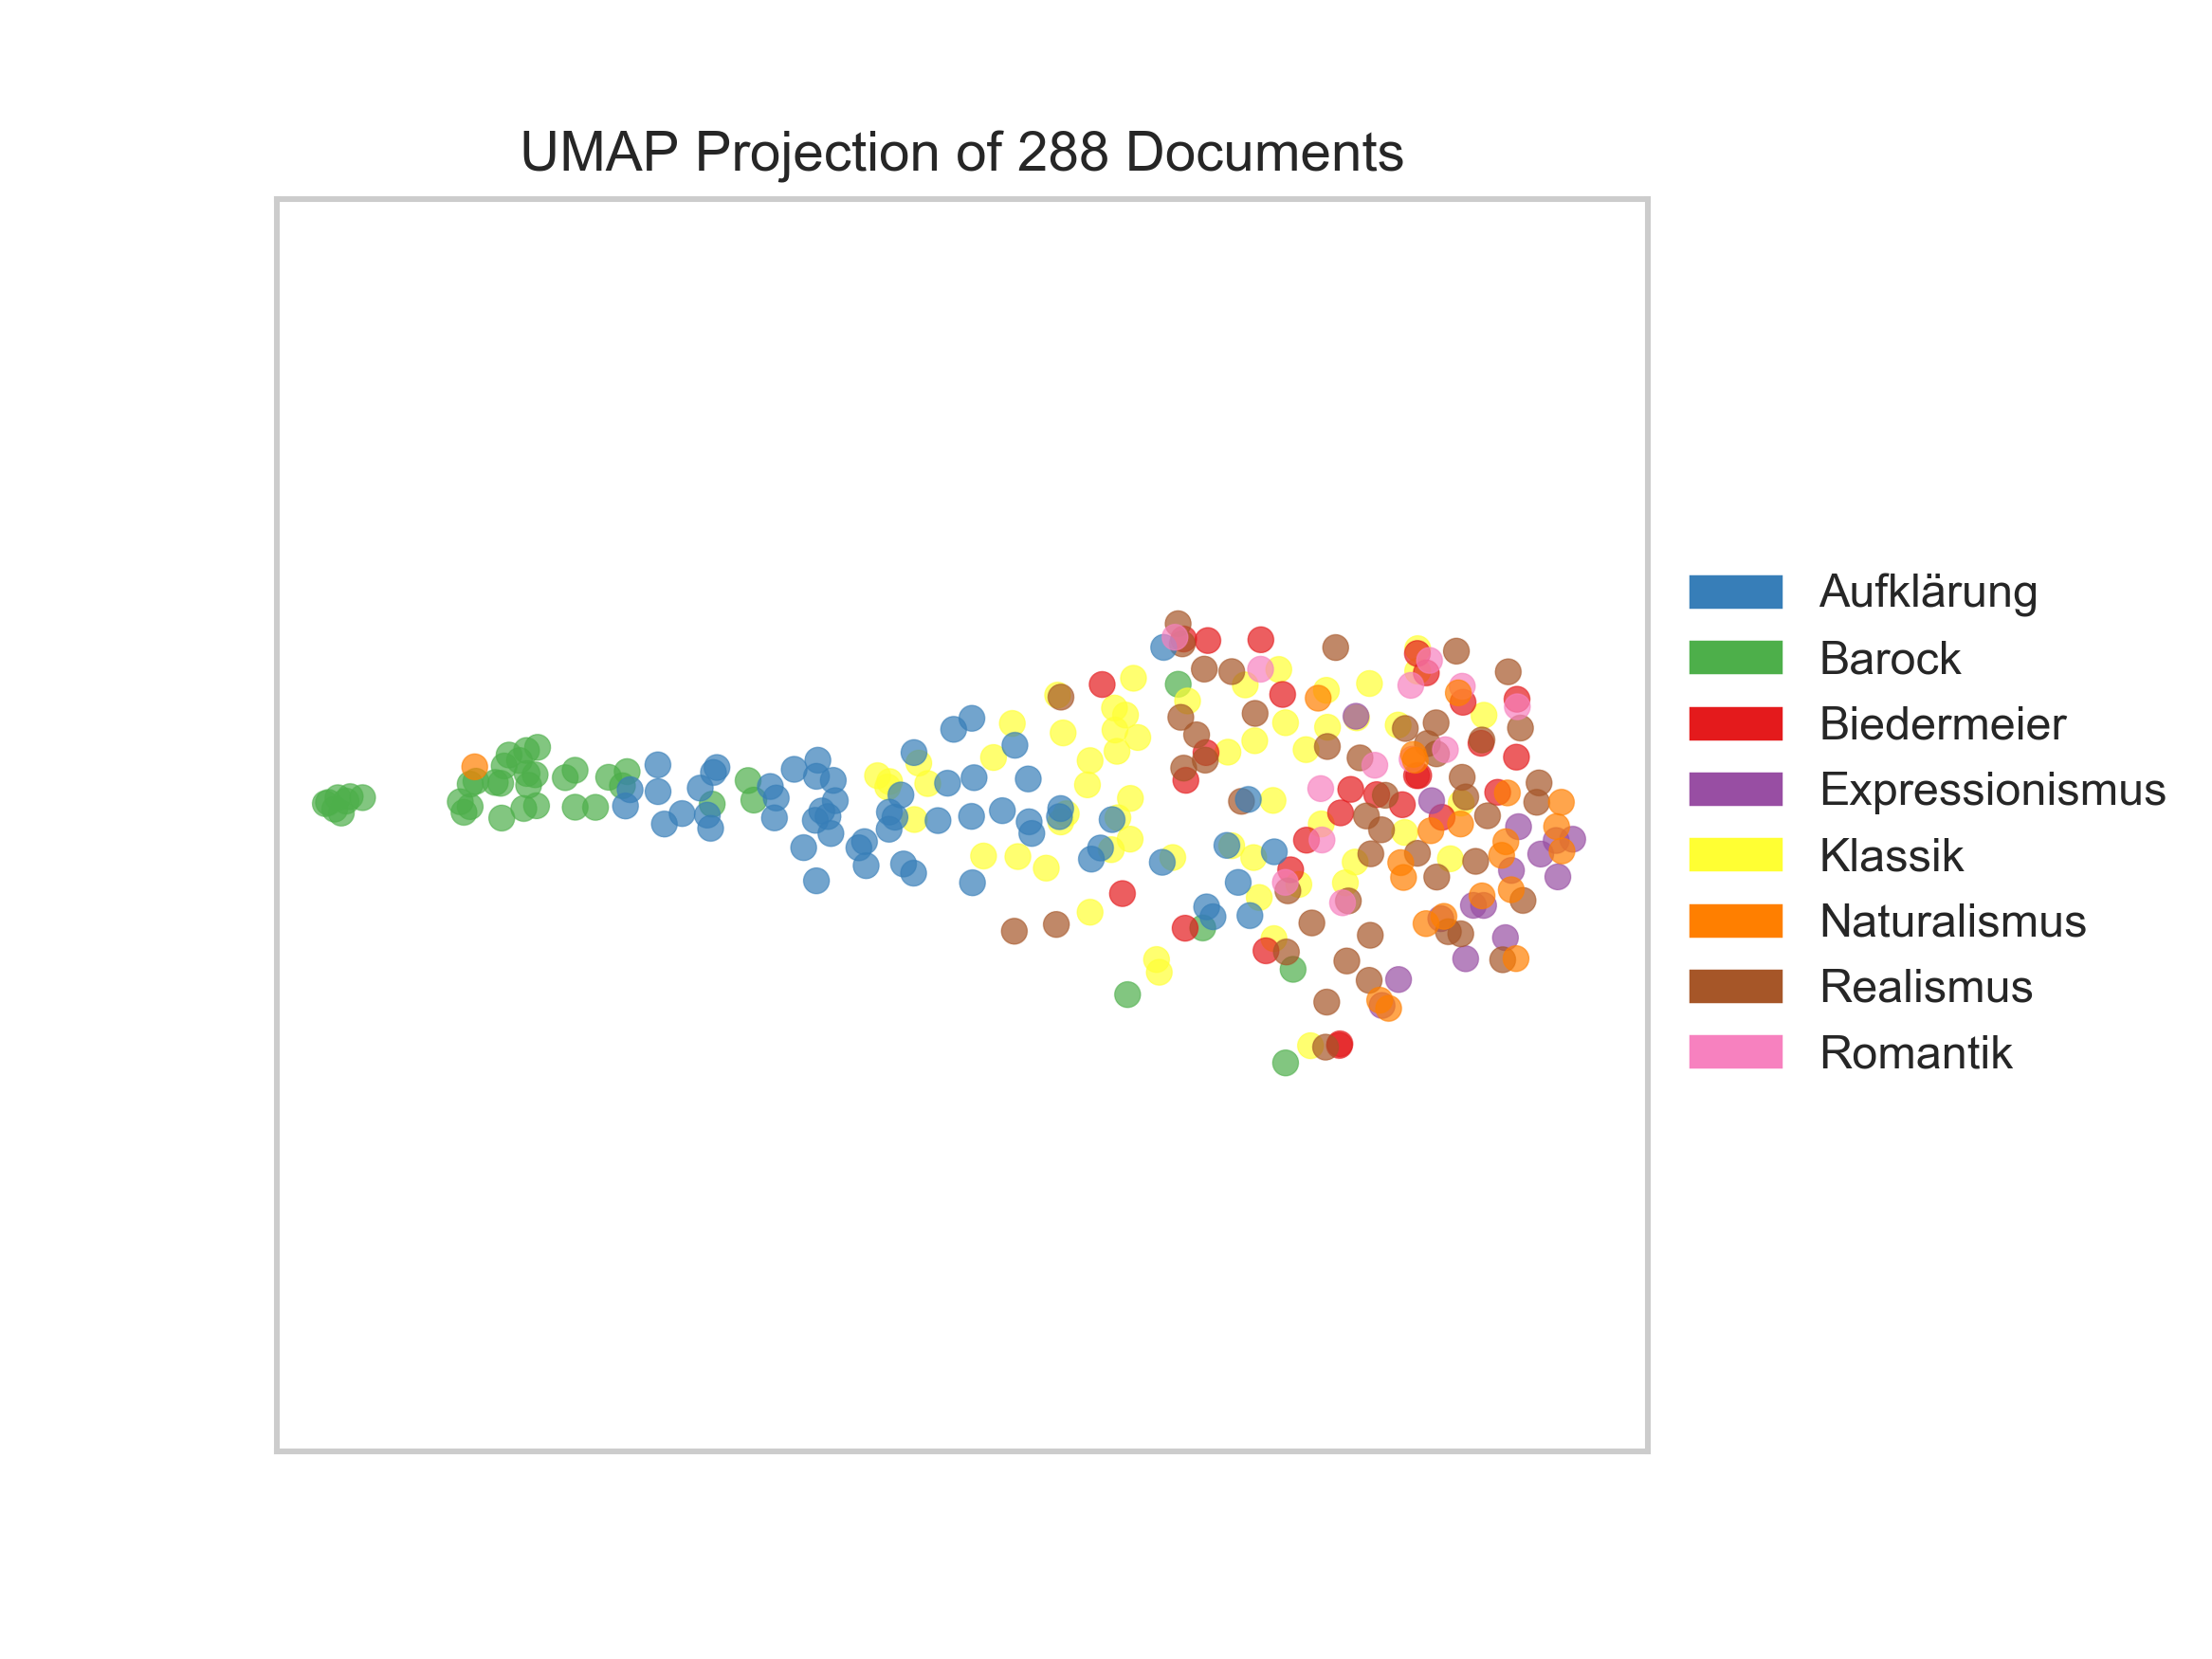 UMAP Projection of 288 Documents
Aufklärung
Barock
Biedermeier
Expressionismus
Klassik
Naturalismus
Realismus
Romantik